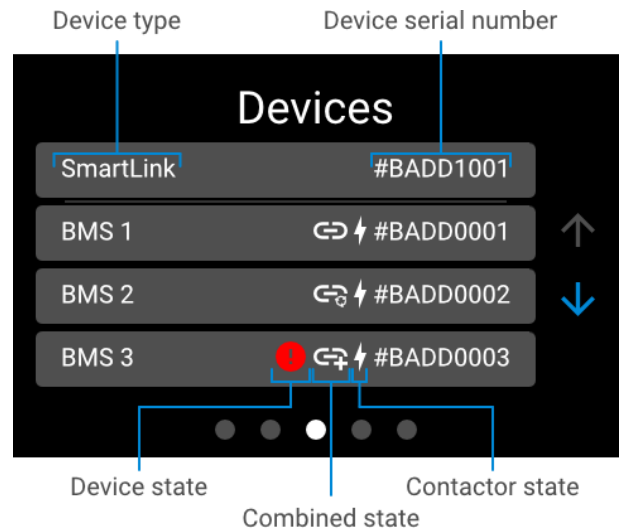 Device type Device serial number
Devices
SmartLink #BADD1001
BMS 1 #BADD0001
BMS 2 #BADD0002
BMS 3 ! #BADD0003
Device state Contactor state
Combined state